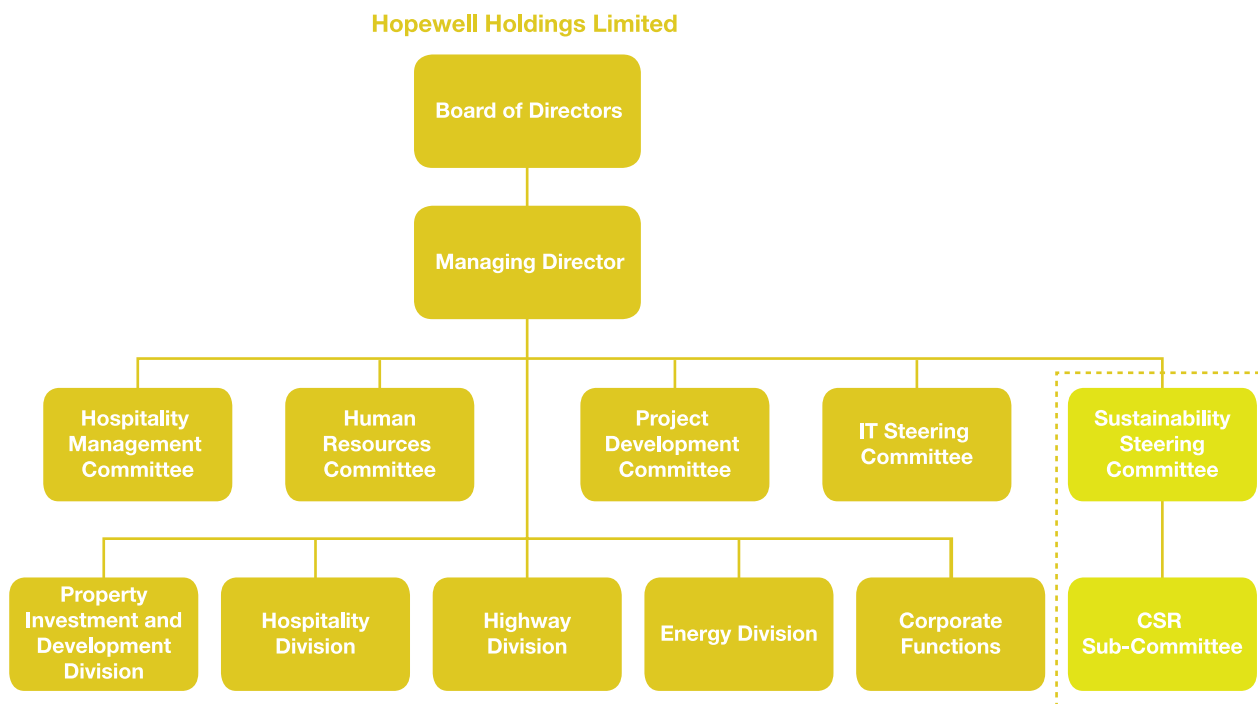 Hopewell Holdings Limited
Board of Directors
Managing Director
Hospitality
Management
Committee
Human
Resources
Committee
Project
Development
Committee
IT Steering
Committee
Sustainability
Steering
Committee
Property
Investment and
Development
Division
Hospitality
Division
Highway
Division
Energy Division
Corporate
Functions
CSR
Sub-Committee